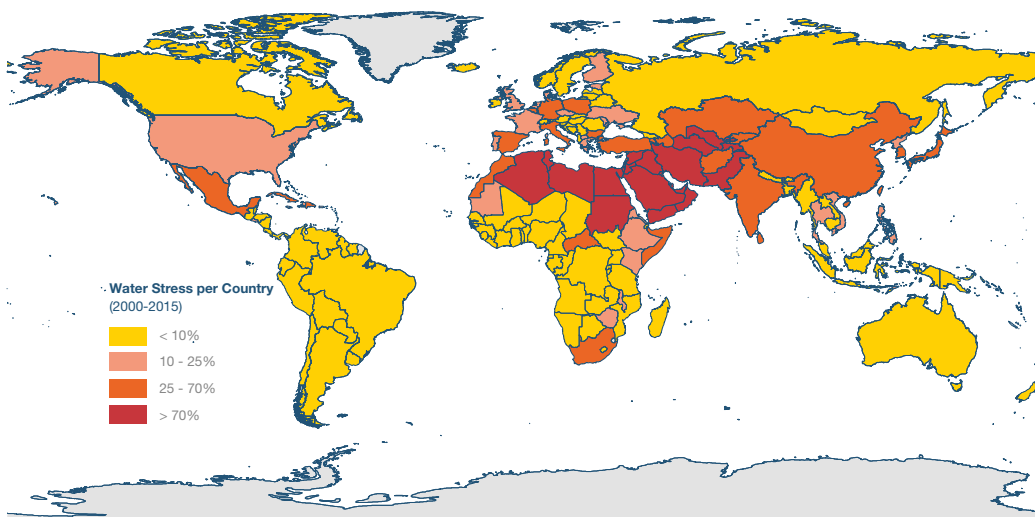 Water Stress per Country
(2000-2015)
< 10%
10 - 25%
25 - 70%
> 70%